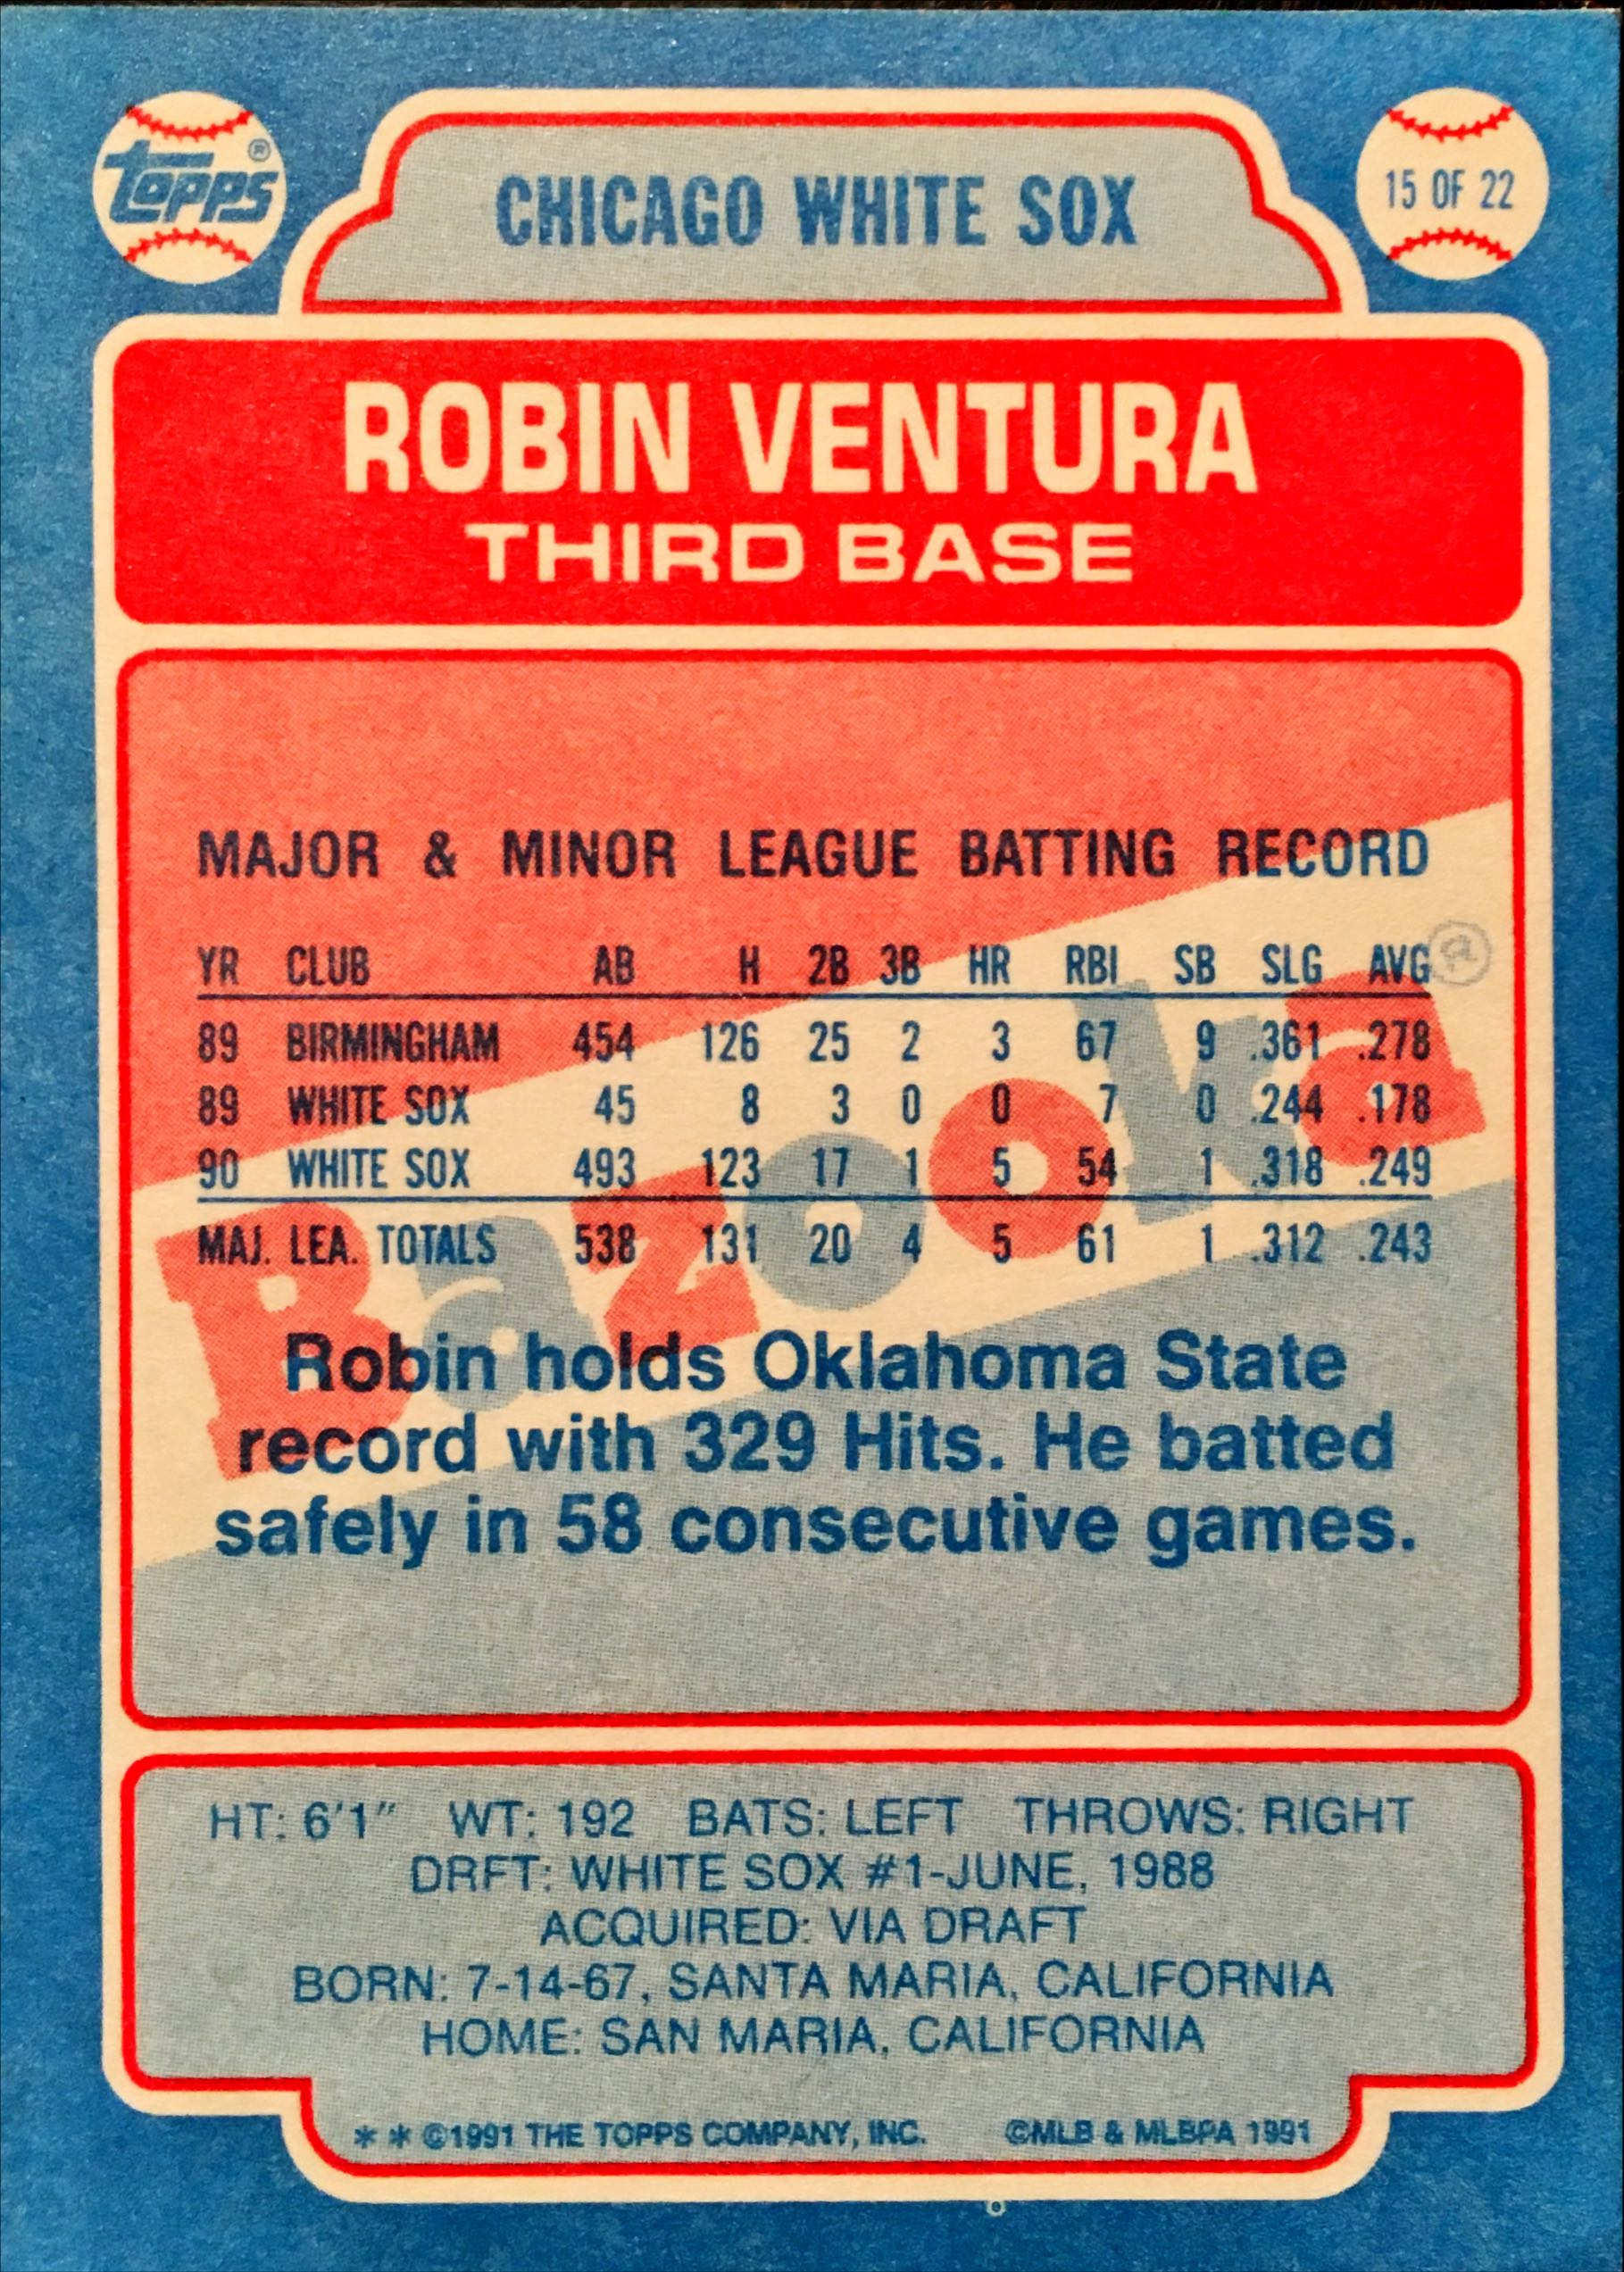 Topps®
CHICAGO WHITE SOX
15 OF 22
ROBIN VENTURA
THIRD BASE
MAJOR & MINOR LEAGUE BATTING RECORD
YR CLUB AB H 2B 3B HR RBI SB SLG AVG
89 BIRMINGHAM 454 126 25 2 3 67 9 .361 .278
89 WHITE SOX 45 8 3 0 0 7 0 .244 .178
90 WHITE SOX 493 123 17 1 5 54 1 .318 .249
MAJ. LEA. TOTALS 538 131 20 4 5 61 1 .312 .243
Bazooka®
Robin holds Oklahoma State
record with 329 Hits. He batted
safely in 58 consecutive games.
HT: 6'1" WT: 192 BATS: LEFT THROWS: RIGHT
DRFT: WHITE SOX #1-JUNE, 1988
ACQUIRED: VIA DRAFT
BORN: 7-14-67, SANTA MARIA, CALIFORNIA
HOME: SAN MARIA, CALIFORNIA
* * ©1991 THE TOPPS COMPANY, INC. ©MLB & MLBPA 1991